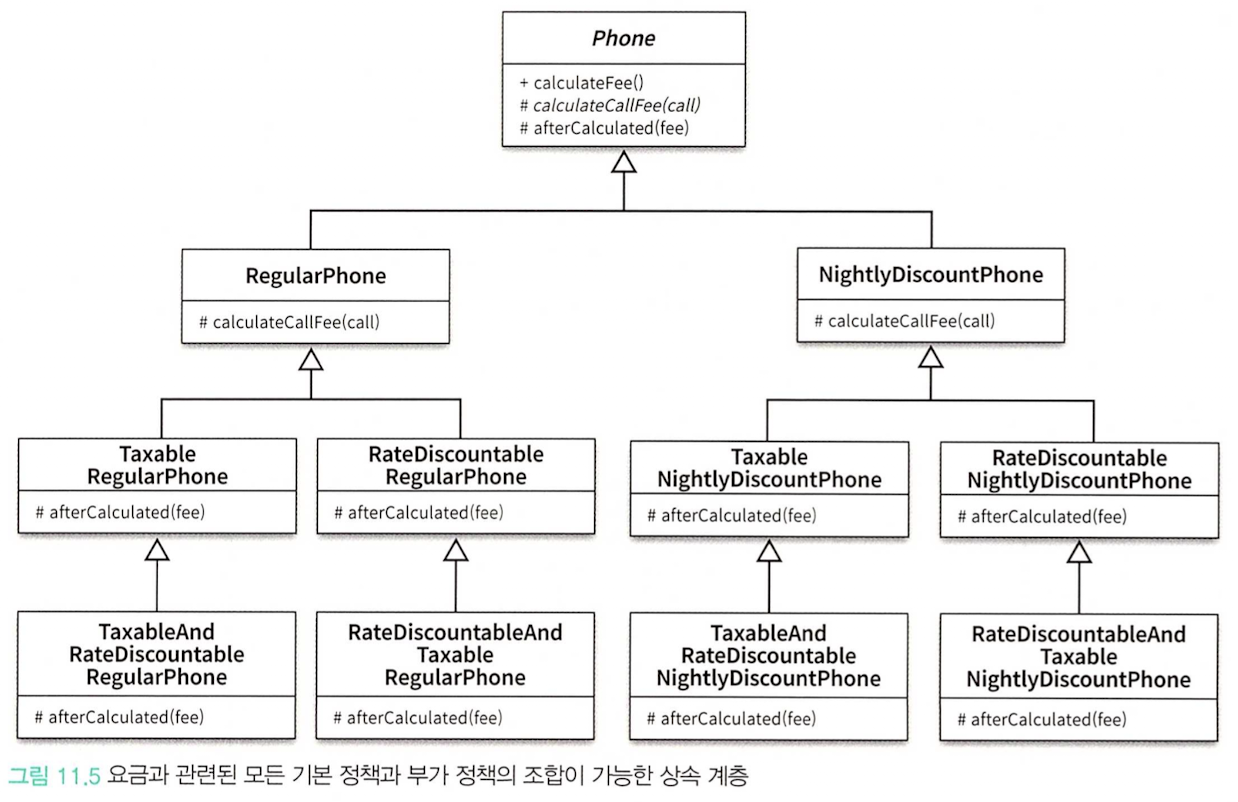 Phone
+ calculateFee()
# calculateCallFee(call)
# afterCalculated(fee)
RegularPhone
# calculateCallFee(call)
NightlyDiscountPhone
# calculateCallFee(call)
Taxable
RegularPhone
# afterCalculated(fee)
RateDiscountable
RegularPhone
# afterCalculated(fee)
Taxable
NightlyDiscountPhone
# afterCalculated(fee)
RateDiscountable
NightlyDiscountPhone
# afterCalculated(fee)
TaxableAnd
RateDiscountable
RegularPhone
# afterCalculated(fee)
RateDiscountableAnd
Taxable
RegularPhone
# afterCalculated(fee)
TaxableAnd
RateDiscountable
NightlyDiscountPhone
# afterCalculated(fee)
RateDiscountableAnd
Taxable
NightlyDiscountPhone
# afterCalculated(fee)
그림 11.5 요금과 관련된 모든 기본 정책과 부가 정책의 조합이 가능한 상속 계층